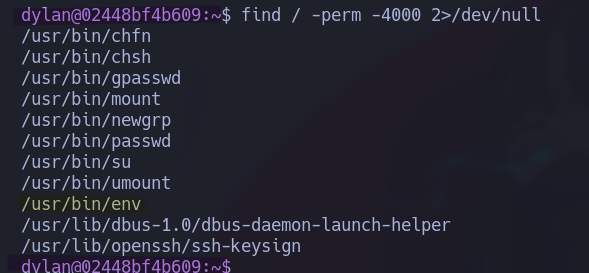 dylan@02448bf4b609:~$ find / -perm -4000 2>/dev/null
/usr/bin/chfn
/usr/bin/chsh
/usr/bin/gpasswd
/usr/bin/mount
/usr/bin/newgrp
/usr/bin/passwd
/usr/bin/su
/usr/bin/umount
/usr/bin/env
/usr/lib/dbus-1.0/dbus-daemon-launch-helper
/usr/lib/openssh/ssh-keysign
dylan@02448bf4b609:~$